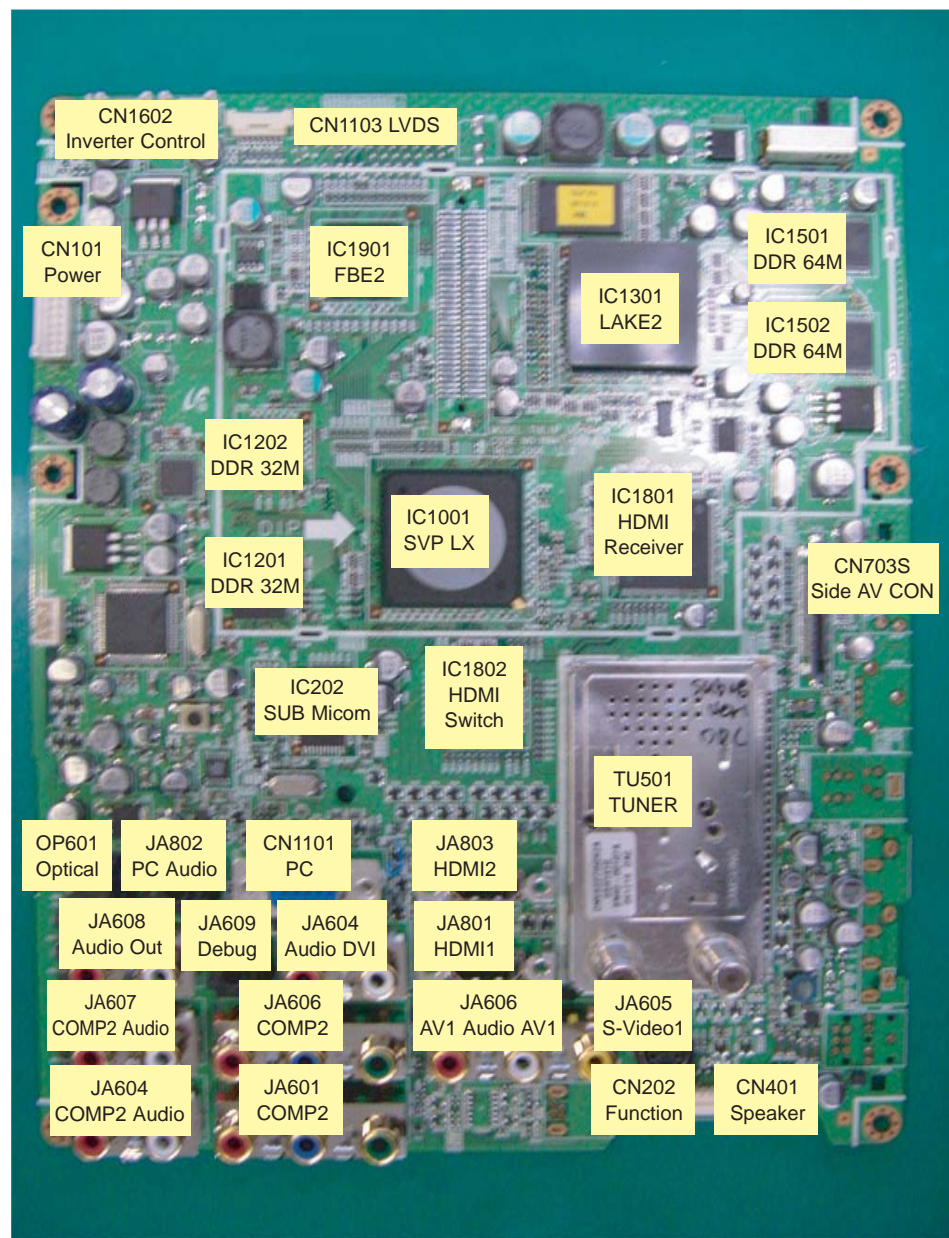 CN1602
Inverter Control
CN1103 LVDS
CN101
Power
IC1901
FBE2
IC1301
LAKE2
IC1501
DDR 64M
IC1502
DDR 64M
IC1202
DDR 32M
DIP
IC1001
SVP LX
IC1801
HDMI
Receiver
IC1201
DDR 32M
CN703S
Side AV CON
IC202
SUB Micom
IC1802
HDMI
Switch
TU501
TUNER
OP601
Optical
JA802
PC Audio
CN1101
PC
JA803
HDMI2
JA608
Audio Out
JA609
Debug
JA604
Audio DVI
JA801
HDMI1
JA607
COMP2 Audio
JA606
COMP2
JA606
AV1 Audio AV1
JA605
S-Video1
JA604
COMP2 Audio
JA601
COMP2
CN202
Function
CN401
Speaker